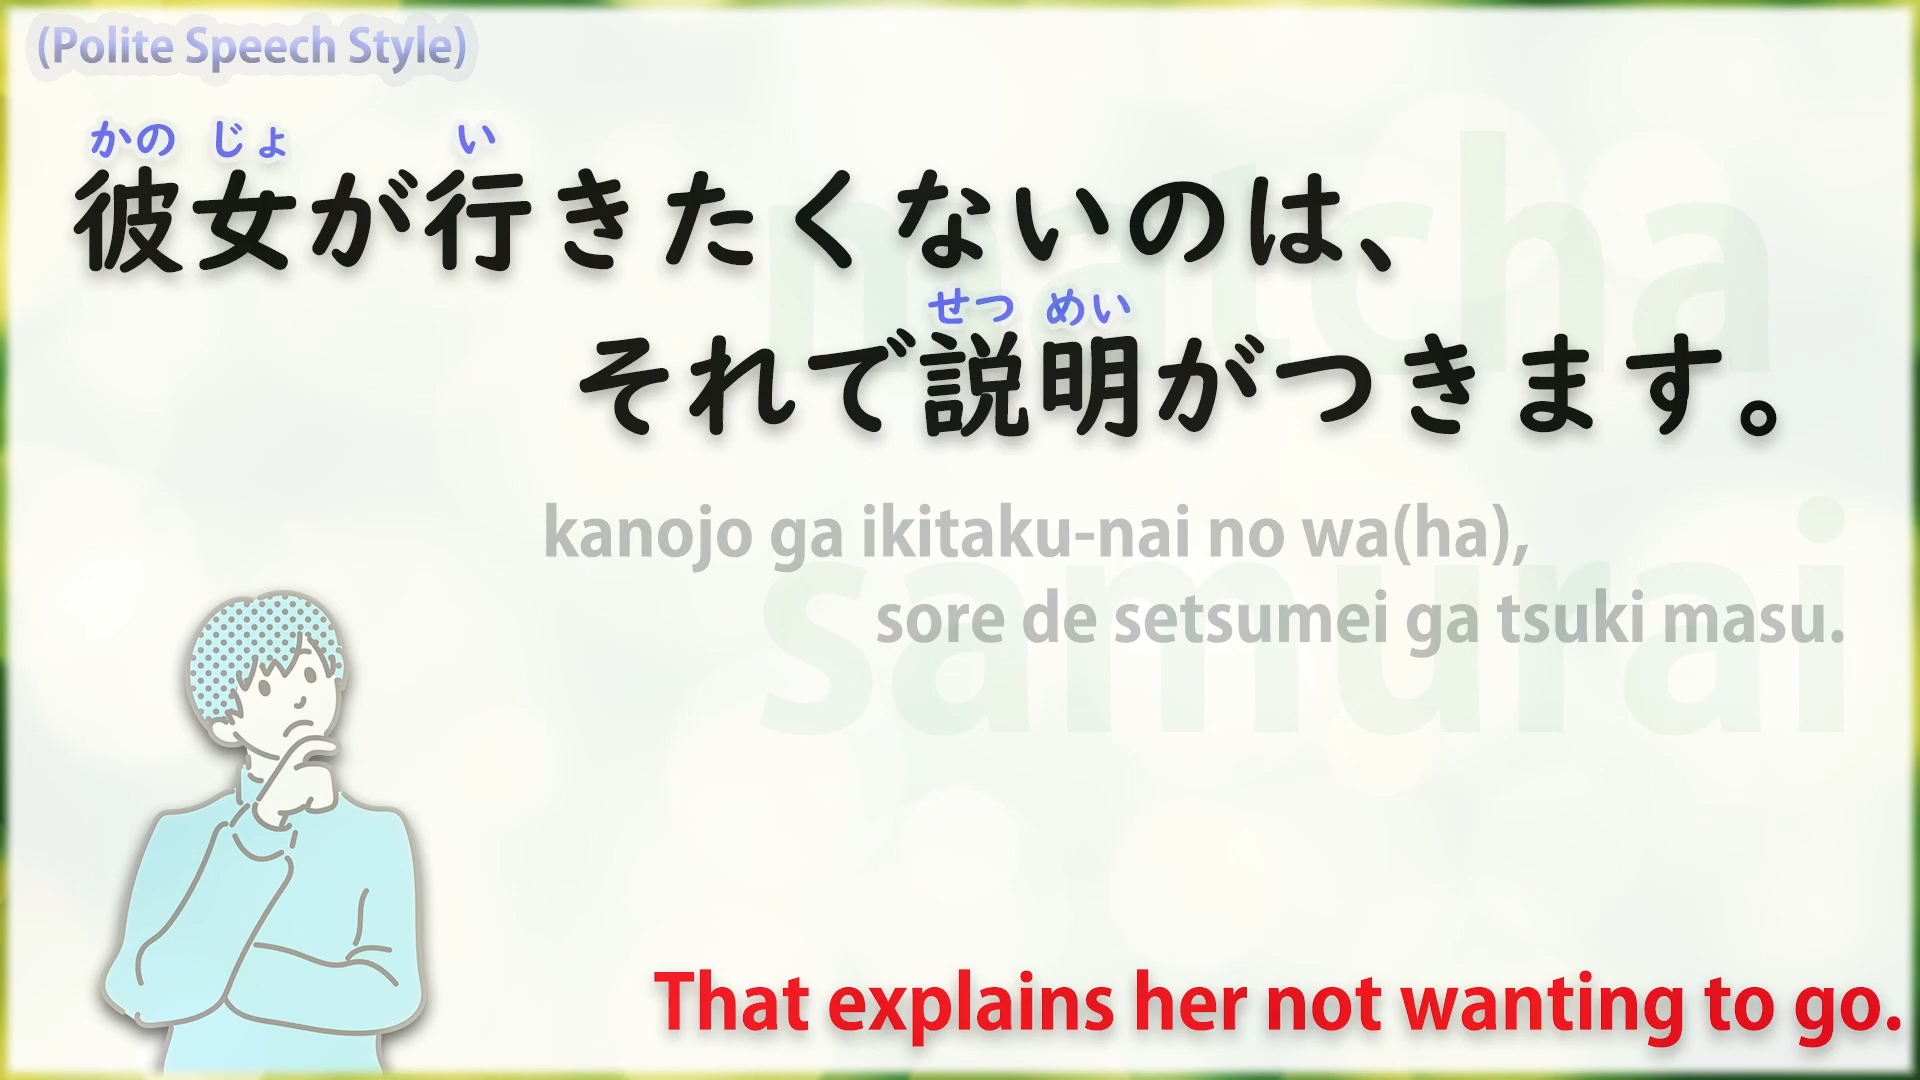 (Polite Speech Style)
かの じょ い
彼女が行きたくないのは、
せつ めい
それで説明がつきます。
matcha
kanojo ga ikitaku-nai no wa(ha),
sore de setsumei ga tsuki masu.
samurai
That explains her not wanting to go.